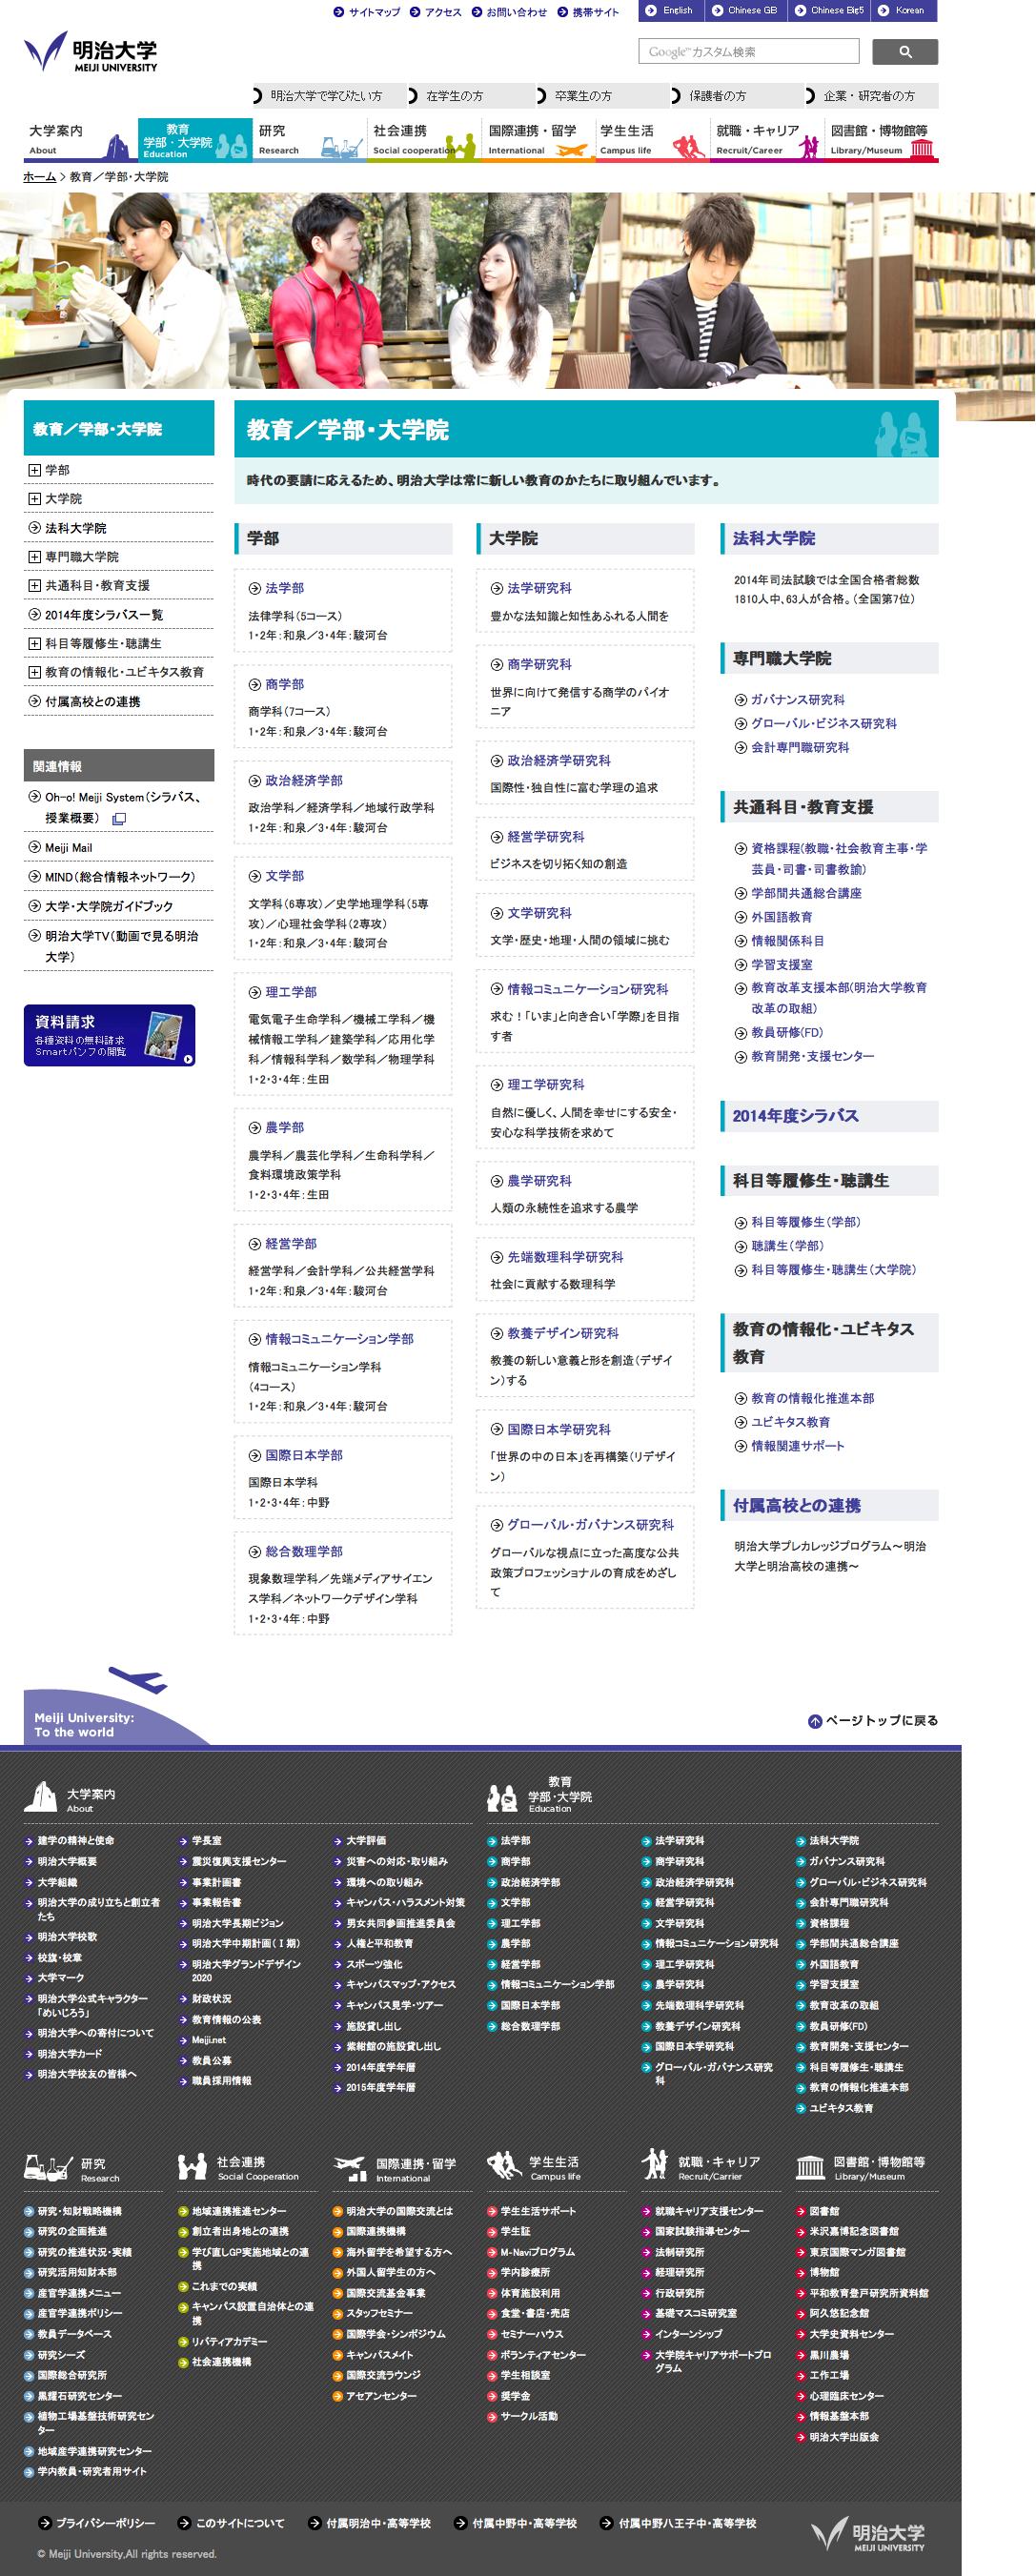 サイトマップ アクセス お問い合わせ 携帯サイト English Chinese GB Chinese Big5 Korean
明治大学
MEIJI UNIVERSITY
Google™ カスタム検索
明治大学で学びたい方 在学生の方 卒業生の方 保護者の方 企業・研究者の方
大学案内
About
教育
学部・大学院
Education
研究
Research
社会連携
Social cooperation
国際連携・留学
International
学生生活
Campus life
就職・キャリア
Recruit/Career
図書館・博物館等
Library/Museum
ホーム > 教育／学部・大学院
教育／学部・大学院
学部
大学院
法科大学院
専門職大学院
共通科目・教育支援
2014年度シラバス一覧
科目等履修生・聴講生
教育の情報化・ユビキタス教育
付属高校との連携
関連情報
Oh-o! Meiji System（シラバス、
授業概要）
Meiji Mail
MIND（総合情報ネットワーク）
大学・大学院ガイドブック
明治大学TV（動画で見る明治
大学）
資料請求
各種資料の無料請求
Smartパンフの閲覧
教育／学部・大学院
時代の要請に応えるため、明治大学は常に新しい教育のかたちに取り組んでいます。
学部
法学部
法律学科（5コース）
1・2年：和泉／3・4年：駿河台
商学部
商学科（7コース）
1・2年：和泉／3・4年：駿河台
政治経済学部
政治学科／経済学科／地域行政学科
1・2年：和泉／3・4年：駿河台
文学部
文学科（6専攻）／史学地理学科（5専
攻）／心理社会学科（2専攻）
1・2年：和泉／3・4年：駿河台
理工学部
電気電子生命学科／機械工学科／機
械情報工学科／建築学科／応用化学
科／情報科学科／数学科／物理学科
1・2・3・4年：生田
農学部
農学科／農芸化学科／生命科学科／
食料環境政策学科
1・2・3・4年：生田
経営学部
経営学科／会計学科／公共経営学科
1・2年：和泉／3・4年：駿河台
情報コミュニケーション学部
情報コミュニケーション学科
（4コース）
1・2年：和泉／3・4年：駿河台
国際日本学部
国際日本学科
1・2・3・4年：中野
総合数理学部
現象数理学科／先端メディアサイエン
ス学科／ネットワークデザイン学科
1・2・3・4年：中野
大学院
法学研究科
豊かな法知識と知性あふれる人間を
商学研究科
世界に向けて発信する商学のパイオ
ニア
政治経済学研究科
国際性・独自性に富む学理の追求
経営学研究科
ビジネスを切り拓く知の創造
文学研究科
文学・歴史・地理・人間の領域に挑む
情報コミュニケーション研究科
求む！「いま」と向き合い「学際」を目指
す者
理工学研究科
自然に優しく、人間を幸せにする安全・
安心な科学技術を求めて
農学研究科
人類の永続性を追求する農学
先端数理科学研究科
社会に貢献する数理科学
教養デザイン研究科
教養の新しい意義と形を創造（デザイ
ン）する
国際日本学研究科
「世界の中の日本」を再構築（リデザイ
ン）
グローバル・ガバナンス研究科
グローバルな視点に立った高度な公共
政策プロフェッショナルの育成をめざし
て
法科大学院
2014年司法試験では全国合格者総数
1810人中、63人が合格。（全国第7位）
専門職大学院
ガバナンス研究科
グローバル・ビジネス研究科
会計専門職研究科
共通科目・教育支援
資格課程(教職・社会教育主事・学
芸員・司書・司書教諭)
学部間共通総合講座
外国語教育
情報関係科目
学習支援室
教育改革支援本部(明治大学教育
改革の取組)
教員研修(FD)
教育開発・支援センター
2014年度シラバス
科目等履修生・聴講生
科目等履修生（学部）
聴講生（学部）
科目等履修生・聴講生（大学院）
教育の情報化・ユビキタス
教育
教育の情報化推進本部
ユビキタス教育
情報関連サポート
付属高校との連携
明治大学プレカレッジプログラム～明治
大学と明治高校の連携～
Meiji University:
To the world
ページトップに戻る
大学案内
About
建学の精神と使命
明治大学概要
大学組織
明治大学の成り立ちと創立者
たち
明治大学校歌
校旗・校章
大学マーク
明治大学公式キャラクター
「めいじろう」
明治大学への寄付について
明治大学カード
明治大学校友の皆様へ
学長室
震災復興支援センター
事業計画書
事業報告書
明治大学長期ビジョン
明治大学中期計画（Ⅰ期）
明治大学グランドデザイン
2020
財政状況
教育情報の公表
Meiji.net
教員公募
職員採用情報
大学評価
災害への対応・取り組み
環境への取り組み
キャンパス・ハラスメント対策
男女共同参画推進委員会
人権と平和教育
スポーツ強化
キャンパスマップ・アクセス
キャンパス見学・ツアー
施設貸し出し
紫紺館の施設貸し出し
2014年度学年暦
2015年度学年暦
教育
学部・大学院
Education
法学部
商学部
政治経済学部
文学部
理工学部
農学部
経営学部
情報コミュニケーション学部
国際日本学部
総合数理学部
法学研究科
商学研究科
政治経済学研究科
経営学研究科
文学研究科
情報コミュニケーション研究科
理工学研究科
農学研究科
先端数理科学研究科
教養デザイン研究科
国際日本学研究科
グローバル・ガバナンス研究
科
法科大学院
ガバナンス研究科
グローバル・ビジネス研究科
会計専門職研究科
資格課程
学部間共通総合講座
外国語教育
学習支援室
教育改革の取組
教員研修(FD)
教育開発・支援センター
科目等履修生・聴講生
教育の情報化推進本部
ユビキタス教育
研究
Research
研究・知財戦略機構
研究の企画推進
研究の推進状況・実績
研究活用知財本部
産官学連携メニュー
産官学連携ポリシー
教員データベース
研究シーズ
国際総合研究所
黒耀石研究センター
植物工場基盤技術研究セン
ター
地域産学連携研究センター
学内教員・研究者用サイト
社会連携
Social Cooperation
地域連携推進センター
創立者出身地との連携
学び直しGP実施地域との連
携
これまでの実績
キャンパス設置自治体との連
携
リバティアカデミー
社会連携機構
国際連携・留学
International
明治大学の国際交流とは
国際連携機構
海外留学を希望する方へ
外国人留学生の方へ
国際交流基金事業
スタッフセミナー
国際学会・シンポジウム
キャンパスメイト
国際交流ラウンジ
アセアンセンター
学生生活
Campus life
学生生活サポート
学生証
M-Naviプログラム
学内診療所
体育施設利用
食堂・書店・売店
セミナーハウス
ボランティアセンター
学生相談室
奨学金
サークル活動
就職・キャリア
Recruit/Carrier
就職キャリア支援センター
国家試験指導センター
法制研究所
経理研究所
行政研究所
基礎マスコミ研究室
インターンシップ
大学院キャリアサポートプロ
グラム
図書館・博物館等
Library/Museum
図書館
米沢嘉博記念図書館
東京国際マンガ図書館
博物館
平和教育登戸研究所資料館
阿久悠記念館
大学史資料センター
黒川農場
工作工場
心理臨床センター
情報基盤本部
明治大学出版会
プライバシーポリシー このサイトについて 付属明治中・高等学校 付属中野中・高等学校 付属中野八王子中・高等学校
明治大学
MEIJI UNIVERSITY
© Meiji University,All rights reserved.